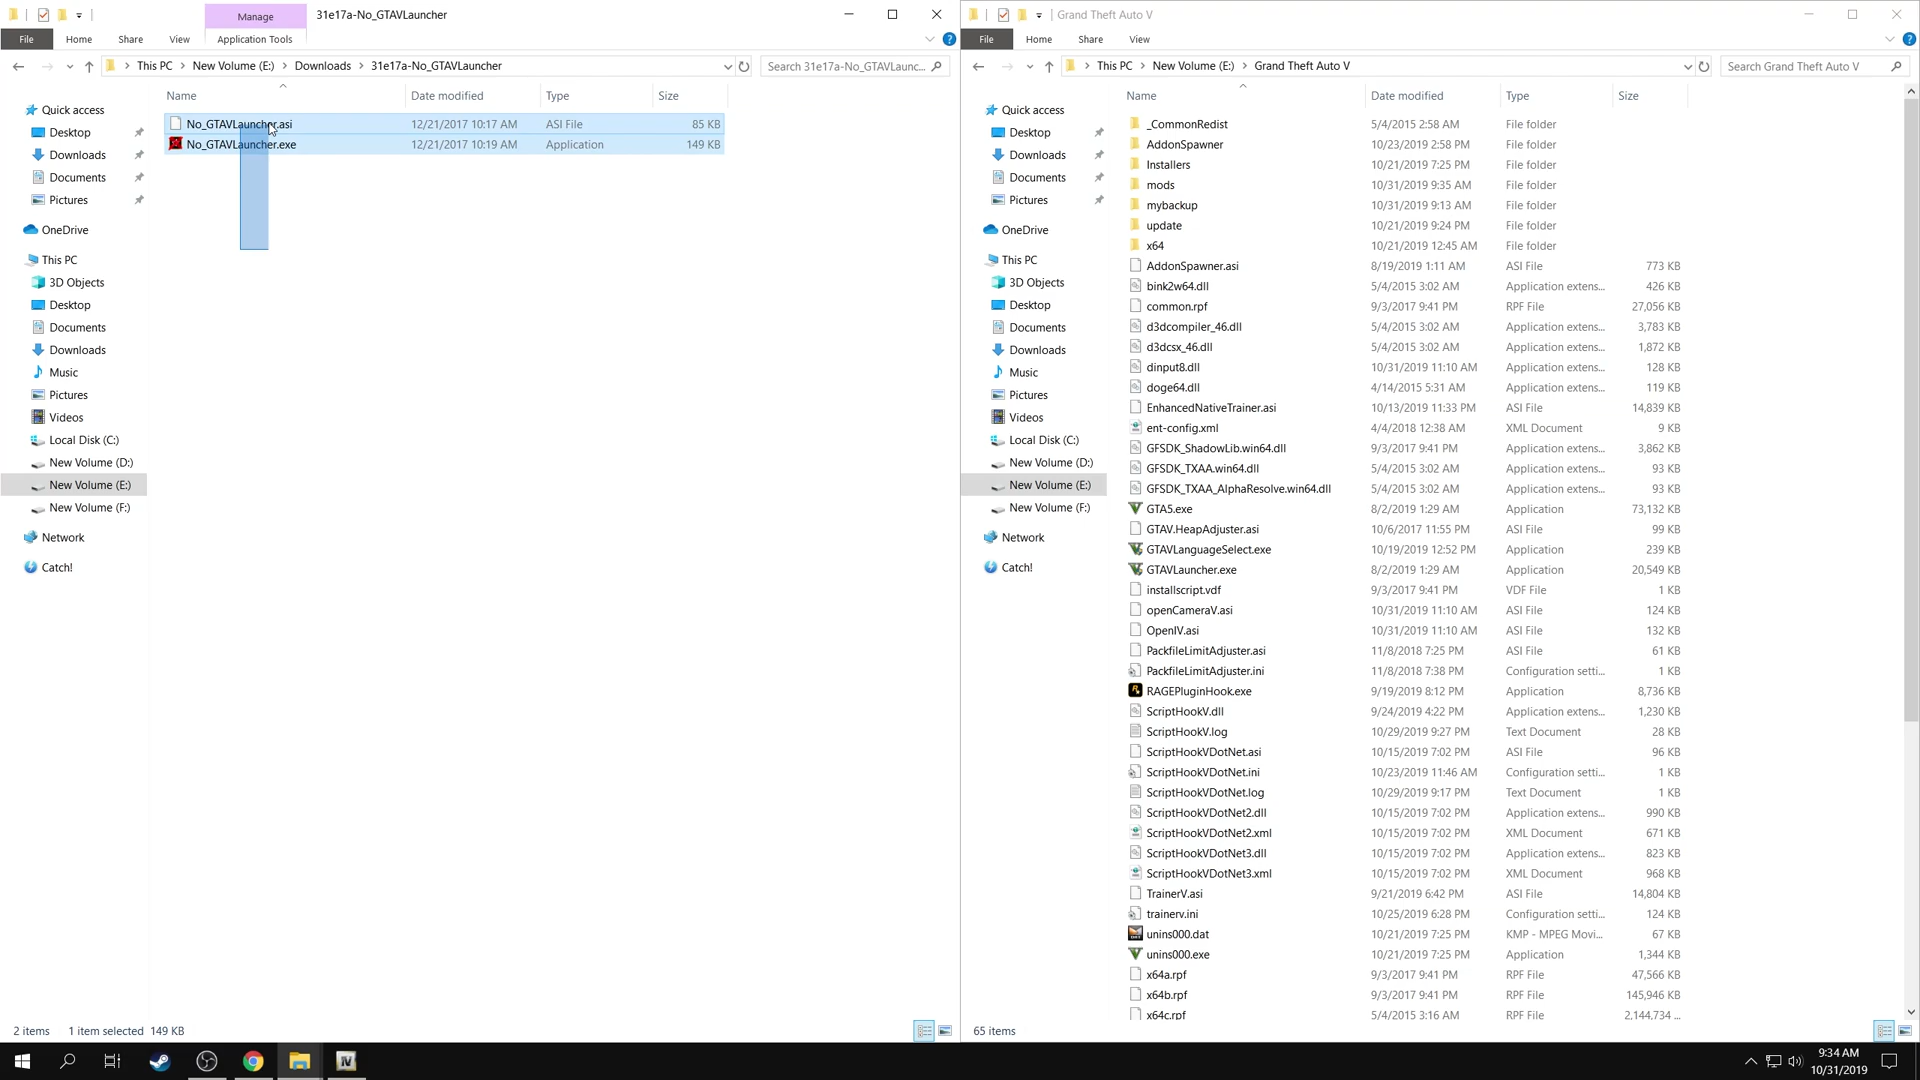 Manage
31e17a-No_GTAVLauncher
File
Home
Share
View
Application Tools
This PC
New Volume (E:)
Downloads
31e17a-No_GTAVLauncher
Search 31e17a-No_GTAVLaunc...
Name
Date modified
Type
Size
Quick access
Desktop
Downloads
Documents
Pictures
OneDrive
This PC
3D Objects
Desktop
Documents
Downloads
Music
Pictures
Videos
Local Disk (C:)
New Volume (D:)
New Volume (E:)
New Volume (F:)
Network
Catch!
No_GTAVLauncher.asi 12/21/2017 10:17 AM ASI File 85 KB
No_GTAVLauncher.exe 12/21/2017 10:19 AM Application 149 KB
2 items 1 item selected 149 KB
Grand Theft Auto V
File
Home
Share
View
This PC
New Volume (E:)
Grand Theft Auto V
Search Grand Theft Auto V
Name
Date modified
Type
Size
Quick access
Desktop
Downloads
Documents
Pictures
OneDrive
This PC
3D Objects
Desktop
Documents
Downloads
Music
Pictures
Videos
Local Disk (C:)
New Volume (D:)
New Volume (E:)
New Volume (F:)
Network
Catch!
_CommonRedist 5/4/2015 2:58 AM File folder
AddonSpawner 10/23/2019 2:58 PM File folder
Installers 10/21/2019 7:25 PM File folder
mods 10/31/2019 9:35 AM File folder
mybackup 10/31/2019 9:13 AM File folder
update 10/21/2019 9:24 PM File folder
x64 10/21/2019 12:45 AM File folder
AddonSpawner.asi 8/19/2019 1:11 AM ASI File 773 KB
bink2w64.dll 5/4/2015 3:02 AM Application extens... 426 KB
common.rpf 9/3/2017 9:41 PM RPF File 27,056 KB
d3dcompiler_46.dll 5/4/2015 3:02 AM Application extens... 3,783 KB
d3dcsx_46.dll 5/4/2015 3:02 AM Application extens... 1,872 KB
dinput8.dll 10/31/2019 11:10 AM Application extens... 128 KB
doge64.dll 4/14/2015 5:31 AM Application extens... 119 KB
EnhancedNativeTrainer.asi 10/13/2019 11:33 PM ASI File 14,839 KB
ent-config.xml 4/4/2018 12:38 AM XML Document 9 KB
GFSDK_ShadowLib.win64.dll 9/3/2017 9:41 PM Application extens... 3,862 KB
GFSDK_TXAA.win64.dll 5/4/2015 3:02 AM Application extens... 93 KB
GFSDK_TXAA_AlphaResolve.win64.dll 5/4/2015 3:02 AM Application extens... 93 KB
GTA5.exe 8/2/2019 1:29 AM Application 73,132 KB
GTAV.HeapAdjuster.asi 10/6/2017 11:55 PM ASI File 99 KB
GTAVLanguageSelect.exe 10/19/2019 12:52 PM Application 239 KB
GTAVLauncher.exe 8/2/2019 1:29 AM Application 20,549 KB
installscript.vdf 9/3/2017 9:41 PM VDF File 1 KB
openCameraV.asi 10/31/2019 11:10 AM ASI File 124 KB
OpenIV.asi 10/31/2019 11:10 AM ASI File 132 KB
PackfileLimitAdjuster.asi 11/8/2018 7:25 PM ASI File 61 KB
PackfileLimitAdjuster.ini 11/8/2018 7:38 PM Configuration setti... 1 KB
RAGEPluginHook.exe 9/19/2019 8:12 PM Application 8,736 KB
ScriptHookV.dll 9/24/2019 4:22 PM Application extens... 1,230 KB
ScriptHookV.log 10/29/2019 9:27 PM Text Document 28 KB
ScriptHookVDotNet.asi 10/15/2019 7:02 PM ASI File 96 KB
ScriptHookVDotNet.ini 10/23/2019 11:46 AM Configuration setti... 1 KB
ScriptHookVDotNet.log 10/29/2019 9:17 PM Text Document 1 KB
ScriptHookVDotNet2.dll 10/15/2019 7:02 PM Application extens... 990 KB
ScriptHookVDotNet2.xml 10/15/2019 7:02 PM XML Document 671 KB
ScriptHookVDotNet3.dll 10/15/2019 7:02 PM Application extens... 823 KB
ScriptHookVDotNet3.xml 10/15/2019 7:02 PM XML Document 968 KB
TrainerV.asi 9/21/2019 6:42 PM ASI File 14,804 KB
trainerv.ini 10/25/2019 6:28 PM Configuration setti... 124 KB
unins000.dat 10/21/2019 7:25 PM KMP - MPEG Movi... 67 KB
unins000.exe 10/21/2019 7:25 PM Application 1,344 KB
x64a.rpf 9/3/2017 9:41 PM RPF File 47,566 KB
x64b.rpf 9/3/2017 9:41 PM RPF File 145,946 KB
x64c.rpf 5/4/2015 3:16 AM RPF File 2,144,734 ...
65 items
9:34 AM
10/31/2019